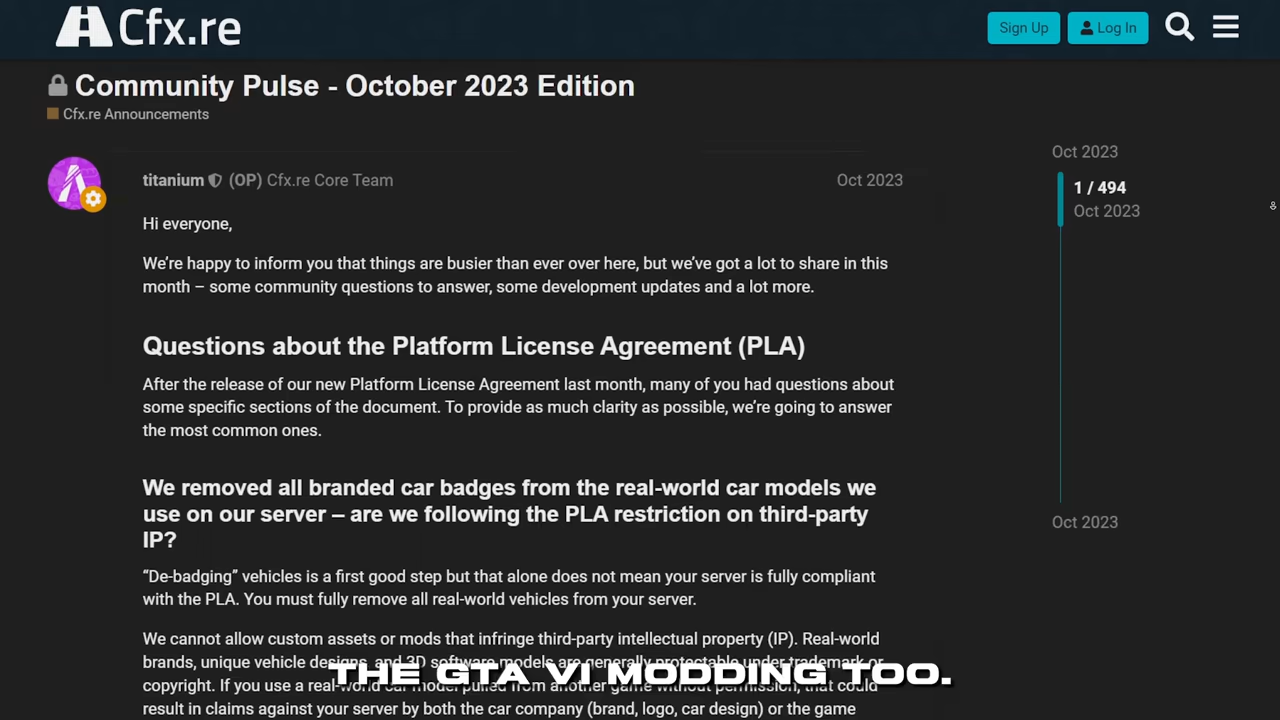 Cfx.re
Sign Up
Log In
Community Pulse - October 2023 Edition
Cfx.re Announcements
titanium (OP) Cfx.re Core Team
Oct 2023
Oct 2023
1 / 494
Oct 2023
Oct 2023
Hi everyone,
We’re happy to inform you that things are busier than ever over here, but we’ve got a lot to share in this
month – some community questions to answer, some development updates and a lot more.
Questions about the Platform License Agreement (PLA)
After the release of our new Platform License Agreement last month, many of you had questions about
some specific sections of the document. To provide as much clarity as possible, we’re going to answer
the most common ones.
We removed all branded car badges from the real-world car models we
use on our server – are we following the PLA restriction on third-party
IP?
“De-badging” vehicles is a first good step but that alone does not mean your server is fully compliant
with the PLA. You must fully remove all real-world vehicles from your server.
We cannot allow custom assets or mods that infringe third-party intellectual property (IP). Real-world
brands, unique vehicle designs, and 3D software models are generally protectable under trademark or
THE GTA VI MODDING TOO.
copyright. If you use a real-world car model pulled from another game without permission, that could
result in claims against your server by both the car company (brand, logo, car design) or the game